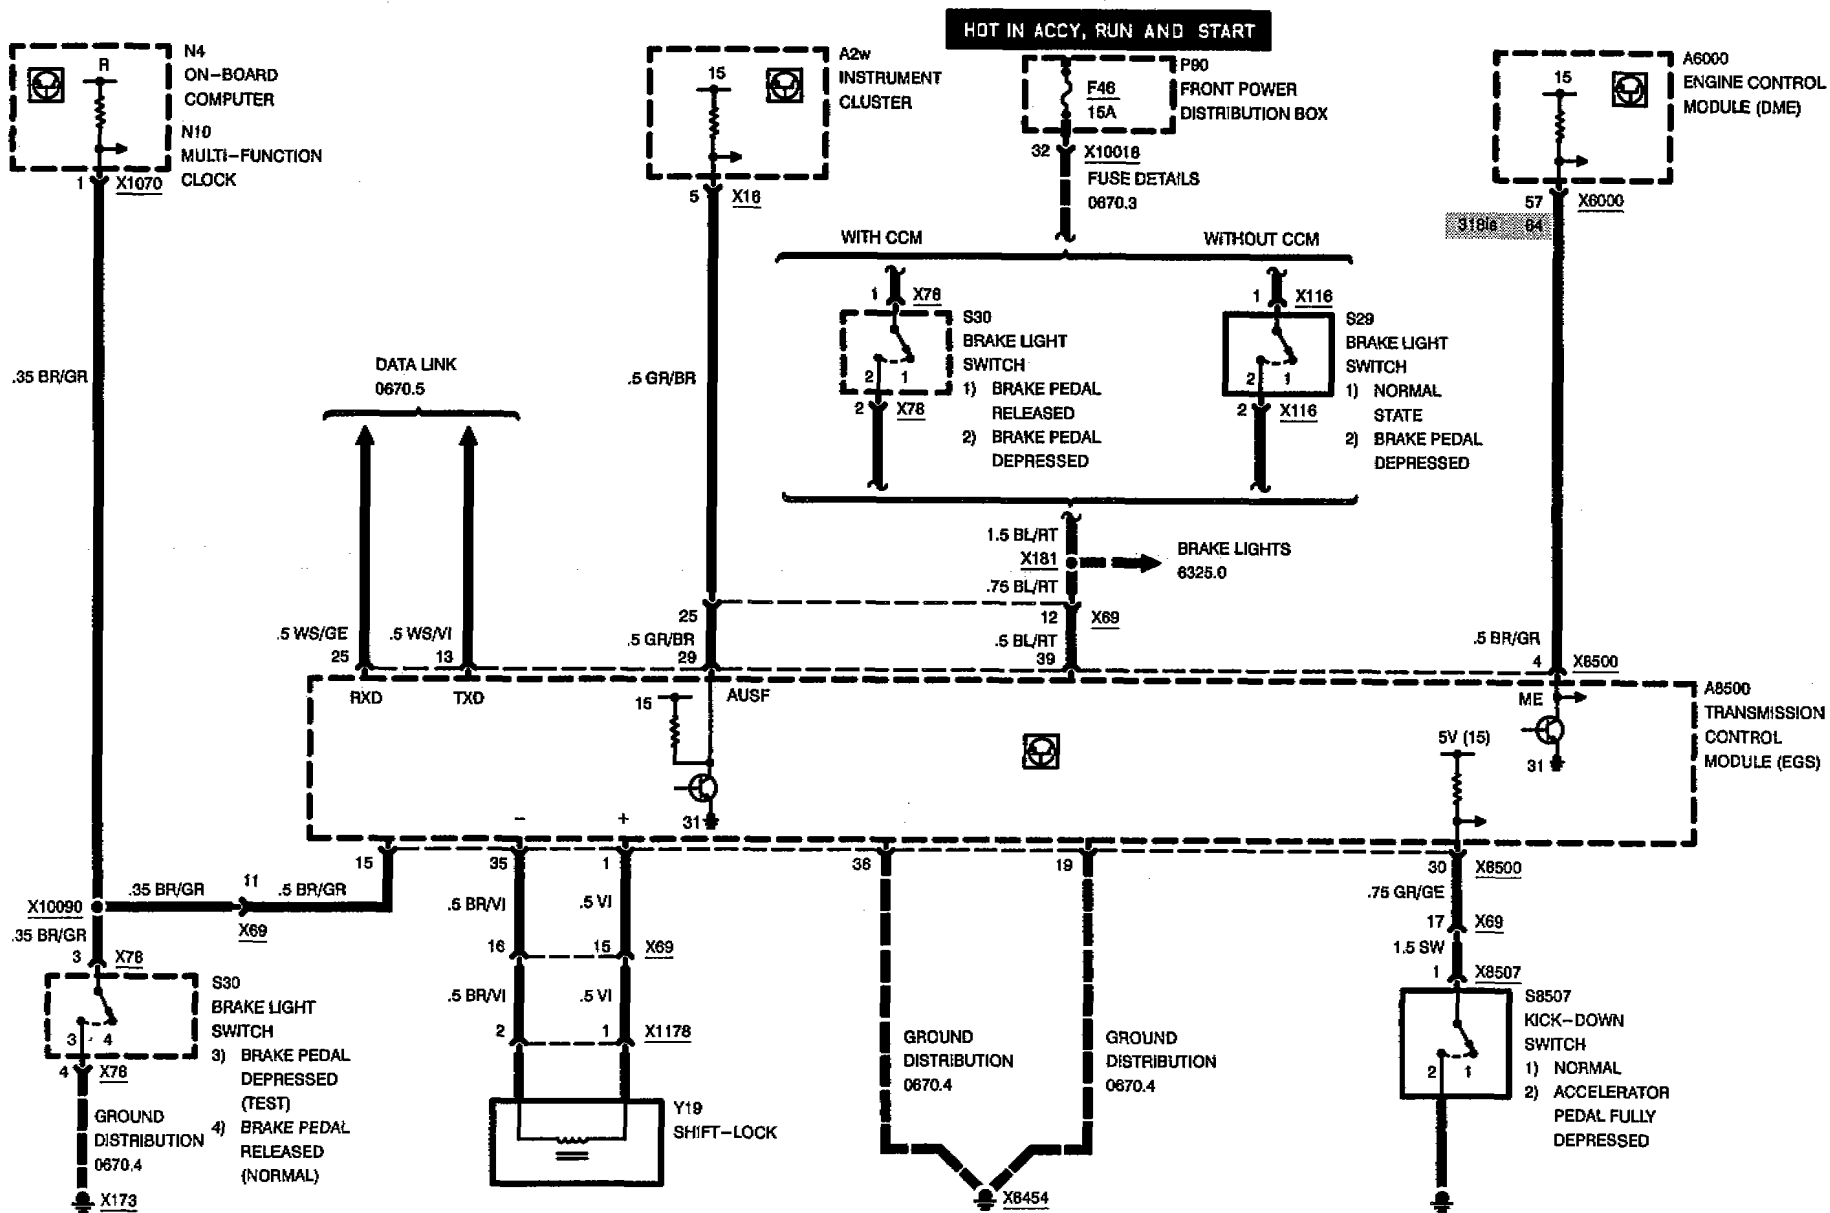 HOT IN ACCY, RUN AND START
N4
ON-BOARD
COMPUTER
N10
MULTI-FUNCTION
CLOCK
R
1 X1070
A2w
INSTRUMENT
CLUSTER
15
5 X16
P90
FRONT POWER
DISTRIBUTION BOX
F46
15A
32 X10018
FUSE DETAILS
0670.3
A6000
ENGINE CONTROL
MODULE (DME)
15
57 X6000
318is 64
WITH CCM
WITHOUT CCM
1 X78
S30
BRAKE LIGHT
SWITCH
1) BRAKE PEDAL
RELEASED
2) BRAKE PEDAL
DEPRESSED
2 1
2 X78
1 X116
S29
BRAKE LIGHT
SWITCH
1) NORMAL
STATE
2) BRAKE PEDAL
DEPRESSED
2 1
2 X116
.35 BR/GR
DATA LINK
0670.5
.5 GR/BR
1.5 BL/RT
X181
BRAKE LIGHTS
6325.0
.75 BL/RT
25
12 X69
.5 WS/GE
.5 WS/VI
.5 GR/BR
.5 BL/RT
.5 BR/GR
25
13
29
39
4 X8500
RXD
TXD
15
AUSF
ME
31
5V (15)
A8500
TRANSMISSION
CONTROL
MODULE (EGS)
31
−
+
15
35
1
36
19
30 X8500
X10090
.35 BR/GR
11
.5 BR/GR
X69
.35 BR/GR
3 X78
S30
BRAKE LIGHT
SWITCH
3) BRAKE PEDAL
DEPRESSED
(TEST)
4) BRAKE PEDAL
RELEASED
(NORMAL)
3 4
4 X78
GROUND
DISTRIBUTION
0670.4
X173
.5 BR/VI
.5 VI
16
15 X69
.5 BR/VI
.5 VI
2
1 X1178
Y19
SHIFT-LOCK
GROUND
DISTRIBUTION
0670.4
GROUND
DISTRIBUTION
0670.4
X6454
.75 GR/GE
17 X69
1.5 SW
1 X8507
S8507
KICK-DOWN
SWITCH
1) NORMAL
2) ACCELERATOR
PEDAL FULLY
DEPRESSED
2 1